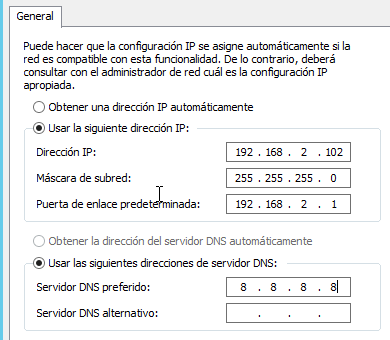 General
Puede hacer que la configuración IP se asigne automáticamente si la
red es compatible con esta funcionalidad. De lo contrario, deberá
consultar con el administrador de red cuál es la configuración IP
apropiada.
Obtener una dirección IP automáticamente
Usar la siguiente dirección IP:
Dirección IP: 192 . 168 . 2 . 102
Máscara de subred: 255 . 255 . 255 . 0
Puerta de enlace predeterminada: 192 . 168 . 2 . 1
Obtener la dirección del servidor DNS automáticamente
Usar las siguientes direcciones de servidor DNS:
Servidor DNS preferido: 8 . 8 . 8 . 8
Servidor DNS alternativo: . . .